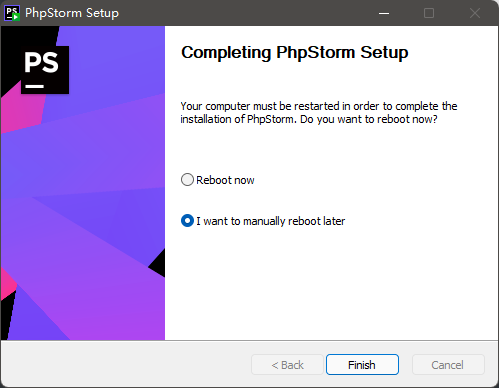 PhpStorm Setup
PS
Completing PhpStorm Setup
Your computer must be restarted in order to complete the
installation of PhpStorm. Do you want to reboot now?
Reboot now
I want to manually reboot later
< Back
Finish
Cancel